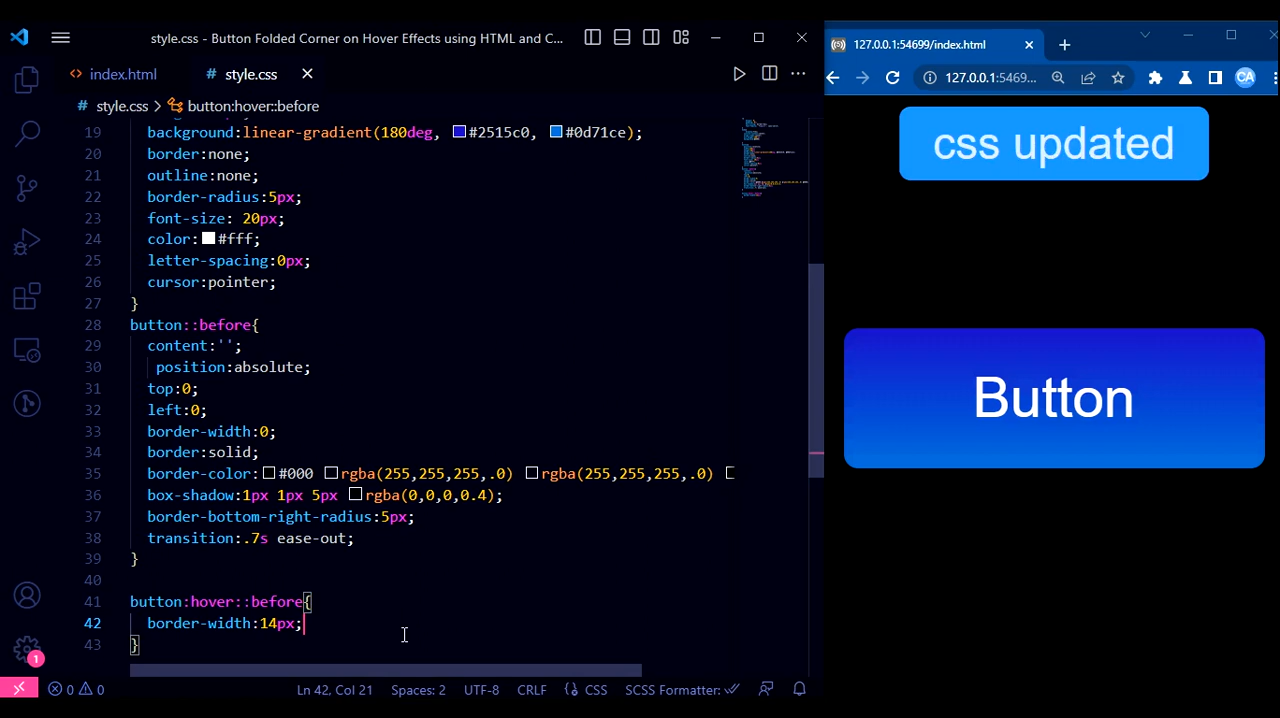 style.css - Button Folded Corner on Hover Effects using HTML and C...
index.html
style.css
style.css > button:hover::before
19 background:linear-gradient(180deg, #2515c0, #0d71ce);
20 border:none;
21 outline:none;
22 border-radius:5px;
23 font-size: 20px;
24 color:#fff;
25 letter-spacing:0px;
26 cursor:pointer;
27 }
28 button::before{
29 content:'';
30 position:absolute;
31 top:0;
32 left:0;
33 border-width:0;
34 border:solid;
35 border-color:#000 rgba(255,255,255,.0) rgba(255,255,255,.0)
36 box-shadow:1px 1px 5px rgba(0,0,0,0.4);
37 border-bottom-right-radius:5px;
38 transition:.7s ease-out;
39 }
40
41 button:hover::before{
42 border-width:14px;
43 }
1
0 0 Ln 42, Col 21 Spaces: 2 UTF-8 CRLF CSS SCSS Formatter:
127.0.0.1:54699/index.html
127.0.0.1:5469...
CA
css updated
Button